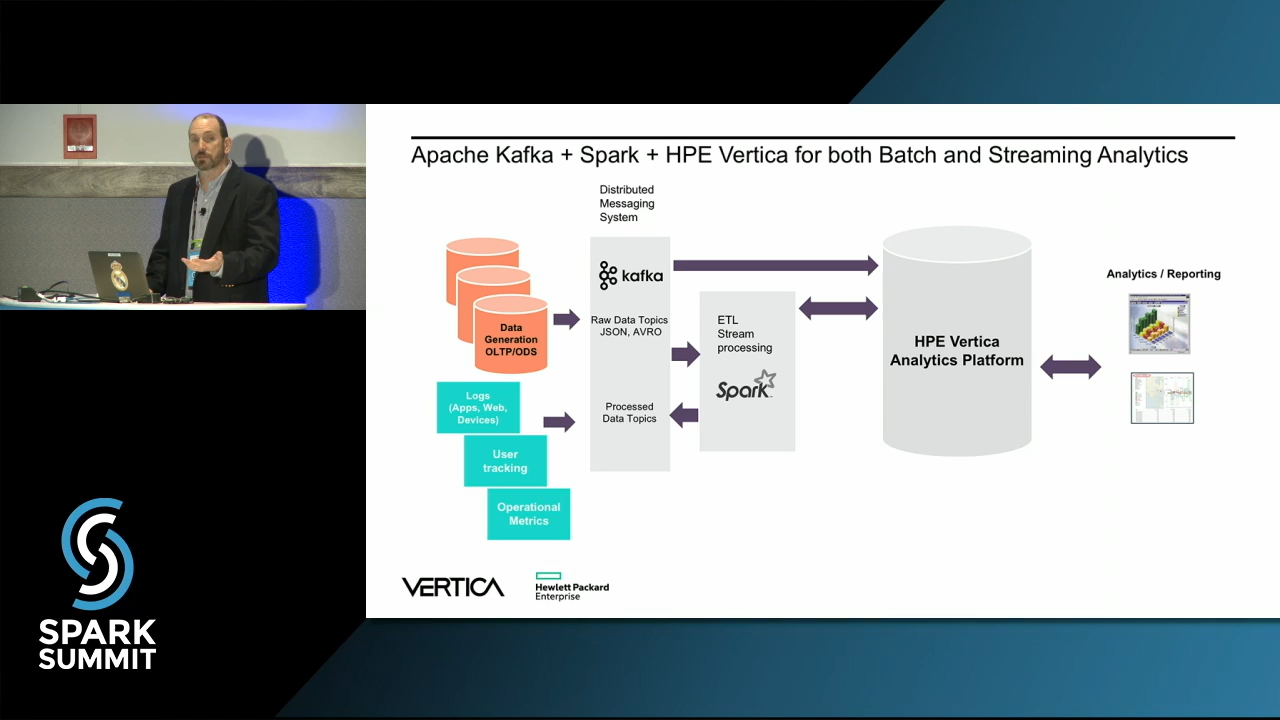 Apache Kafka + Spark + HPE Vertica for both Batch and Streaming Analytics
Distributed
Messaging
System
kafka
Raw Data Topics
JSON, AVRO
Processed
Data Topics
Data
Generation
OLTP/ODS
Logs
(Apps, Web,
Devices)
User
tracking
Operational
Metrics
ETL
Stream
processing
Spark
HPE Vertica
Analytics Platform
Analytics / Reporting
VERTICA
Hewlett Packard
Enterprise
SPARK
SUMMIT